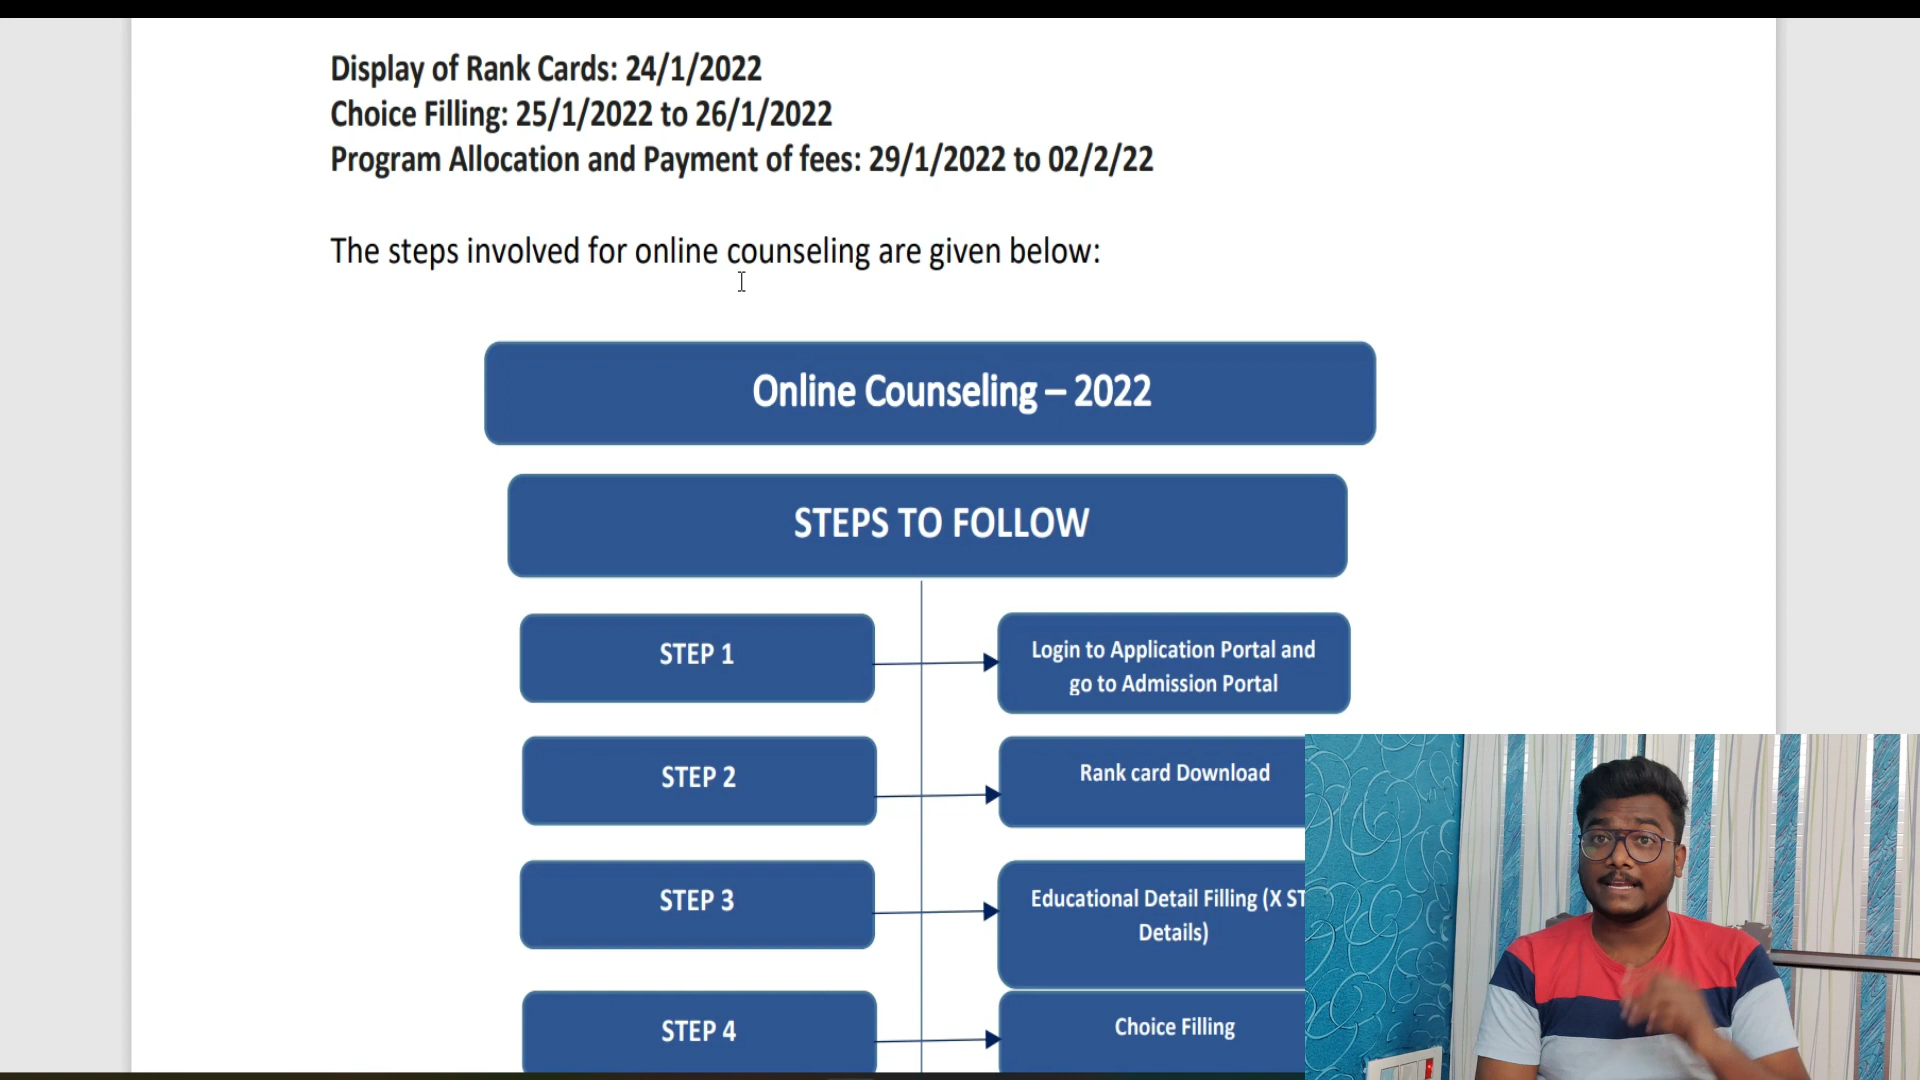 Display of Rank Cards: 24/1/2022
Choice Filling: 25/1/2022 to 26/1/2022
Program Allocation and Payment of fees: 29/1/2022 to 02/2/22
The steps involved for online counseling are given below:
Online Counseling – 2022
STEPS TO FOLLOW
STEP 1
Login to Application Portal and
go to Admission Portal
STEP 2
Rank card Download
STEP 3
Educational Detail Filling (X ST
Details)
STEP 4
Choice Filling